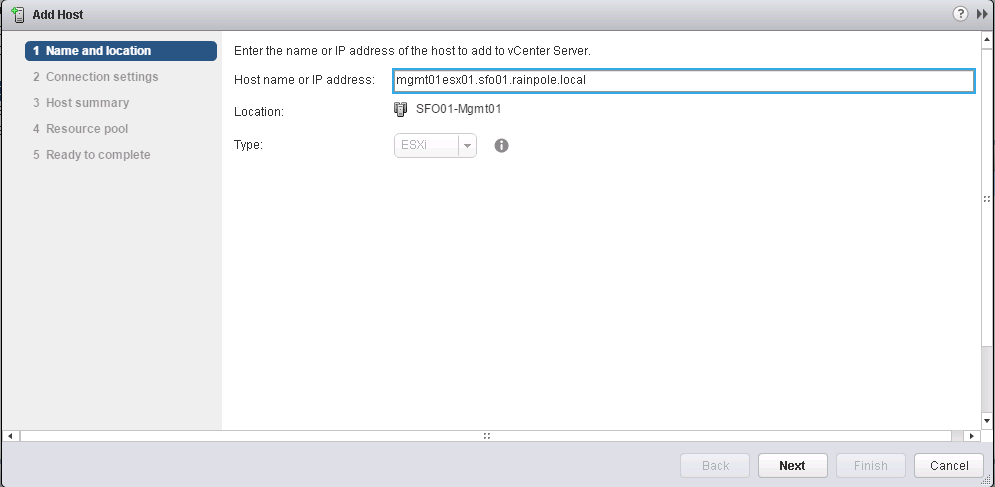 Add Host
1 Name and location
2 Connection settings
3 Host summary
4 Resource pool
5 Ready to complete
Enter the name or IP address of the host to add to vCenter Server.
Host name or IP address: mgmt01esx01.sfo01.rainpole.local
Location: SFO01-Mgmt01
Type: ESXi
Back Next Finish Cancel